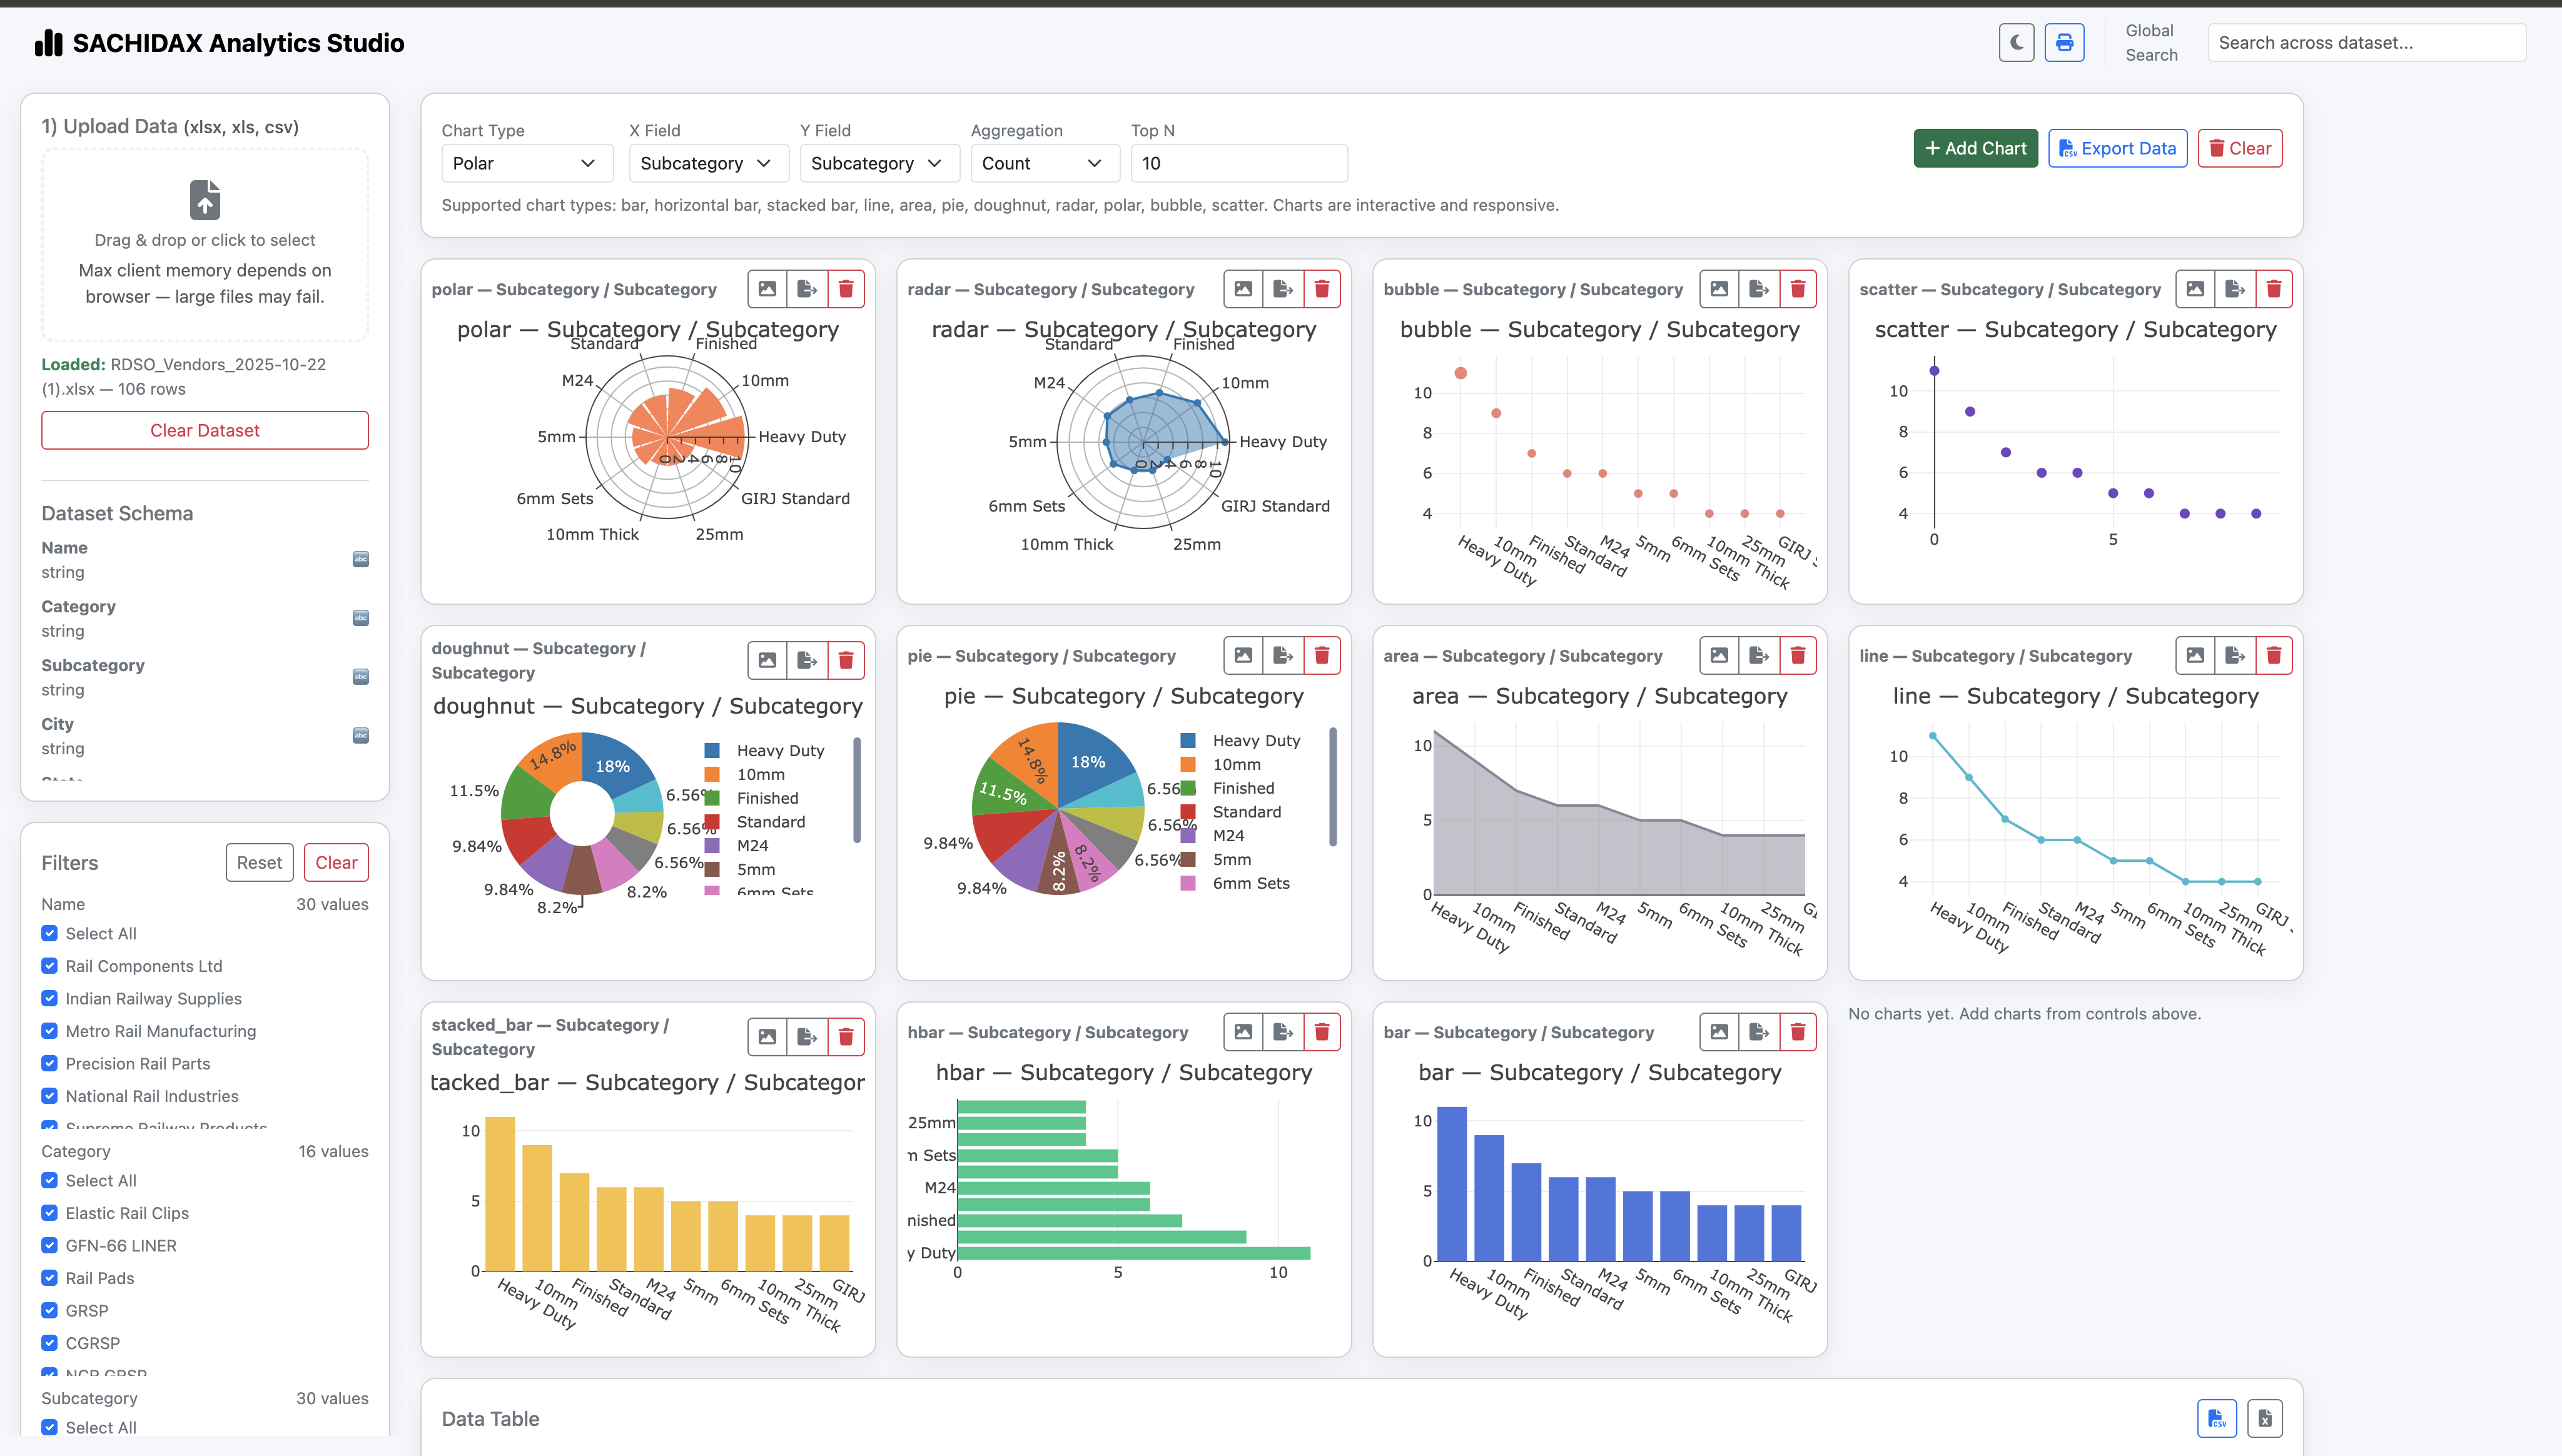 SACHIDAX Analytics Studio
Global
Search
Search across dataset...
1) Upload Data (xlsx, xls, csv)
Drag & drop or click to select
Max client memory depends on
browser — large files may fail.
Loaded: RDSO_Vendors_2025-10-22
(1).xlsx — 106 rows
Clear Dataset
Dataset Schema
Name
string
abc
Category
string
abc
Subcategory
string
abc
City
string
abc
Filters
Reset
Clear
Name 30 values
Select All
Rail Components Ltd
Indian Railway Supplies
Metro Rail Manufacturing
Precision Rail Parts
National Rail Industries
Supreme Railway Products
Category 16 values
Select All
Elastic Rail Clips
GFN-66 LINER
Rail Pads
GRSP
CGRSP
NCR GRSP
Subcategory 30 values
Select All
Chart Type
Polar
X Field
Subcategory
Y Field
Subcategory
Aggregation
Count
Top N
10
+ Add Chart
CSV Export Data
Clear
Supported chart types: bar, horizontal bar, stacked bar, line, area, pie, doughnut, radar, polar, bubble, scatter. Charts are interactive and responsive.
polar — Subcategory / Subcategory
polar — Subcategory / Subcategory
Standard Finished
M24 10mm
5mm Heavy Duty
0 2 4 6 8 10
6mm Sets GIRJ Standard
10mm Thick 25mm
radar — Subcategory / Subcategory
radar — Subcategory / Subcategory
Standard Finished
M24 10mm
5mm Heavy Duty
0 2 4 6 8 10
6mm Sets GIRJ Standard
10mm Thick 25mm
bubble — Subcategory / Subcategory
bubble — Subcategory / Subcategory
10
8
6
4
Heavy Duty 10mm Finished Standard M24 5mm 6mm Sets 10mm Thick 25mm GIRJ
scatter — Subcategory / Subcategory
scatter — Subcategory / Subcategory
10
8
6
4
0 5
doughnut — Subcategory /
Subcategory
doughnut — Subcategory / Subcategory
14.8% 18%
11.5% 6.56%
6.56%
9.84% 6.56%
9.84% 8.2%
8.2%
Heavy Duty
10mm
Finished
Standard
M24
5mm
6mm Sets
pie — Subcategory / Subcategory
pie — Subcategory / Subcategory
14.8% 18%
11.5% 6.56%
6.56%
9.84% 6.56%
9.84% 8.2% 8.2%
Heavy Duty
10mm
Finished
Standard
M24
5mm
6mm Sets
area — Subcategory / Subcategory
area — Subcategory / Subcategory
10
5
0
Heavy Duty 10mm Finished Standard M24 5mm 6mm Sets 10mm Thick 25mm
line — Subcategory / Subcategory
line — Subcategory / Subcategory
10
8
6
4
Heavy Duty 10mm Finished Standard M24 5mm 6mm Sets 10mm Thick 25mm GIRJ
stacked_bar — Subcategory /
Subcategory
tacked_bar — Subcategory / Subcategor
10
5
0
Heavy Duty 10mm Finished Standard M24 5mm 6mm Sets 10mm Thick 25mm GIRJ
hbar — Subcategory / Subcategory
hbar — Subcategory / Subcategory
25mm
m Sets
M24
nished
y Duty
0 5 10
bar — Subcategory / Subcategory
bar — Subcategory / Subcategory
10
5
0
Heavy Duty 10mm Finished Standard M24 5mm 6mm Sets 10mm Thick 25mm GIRJ
No charts yet. Add charts from controls above.
Data Table
CSV